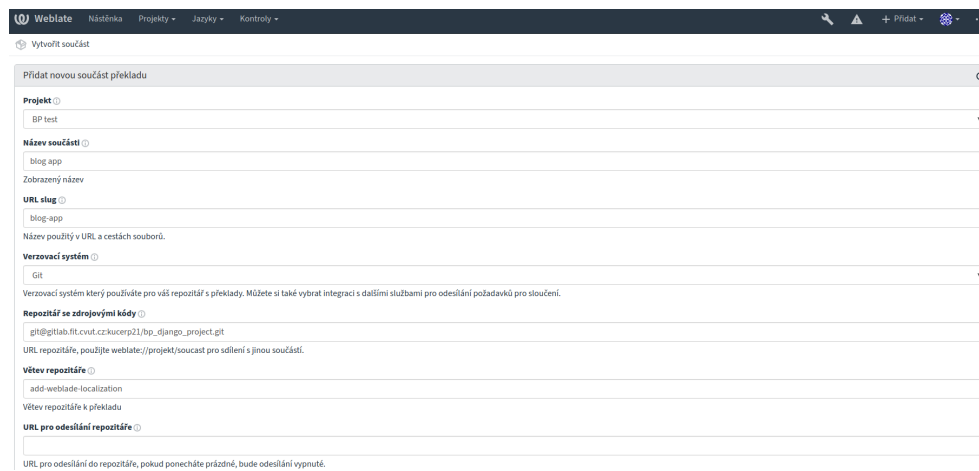 Weblate Nástěnka Projekty Jazyky Kontroly Přidat
Vytvořit součást
Přidat novou součást překladu
Projekt
BP test
Název součásti
blog app
Zobrazený název
URL slug
blog-app
Název použitý v URL a cestách souborů.
Verzovací systém
Git
Verzovací systém který používáte pro váš repozitář s překlady. Můžete si také vybrat integraci s dalšími službami pro odesílání požadavků pro sloučení.
Repozitář se zdrojovými kódy
git@gitlab.fit.cvut.cz:kucerp21/bp_django_project.git
URL repozitáře, použijte weblate://projekt/soucast pro sdílení s jinou součástí.
Větev repozitáře
add-weblade-localization
Větev repozitáře k překladu
URL pro odesílání repozitáře
URL pro odesílání do repozitáře, pokud ponecháte prázdné, bude odesílání vypnuté.